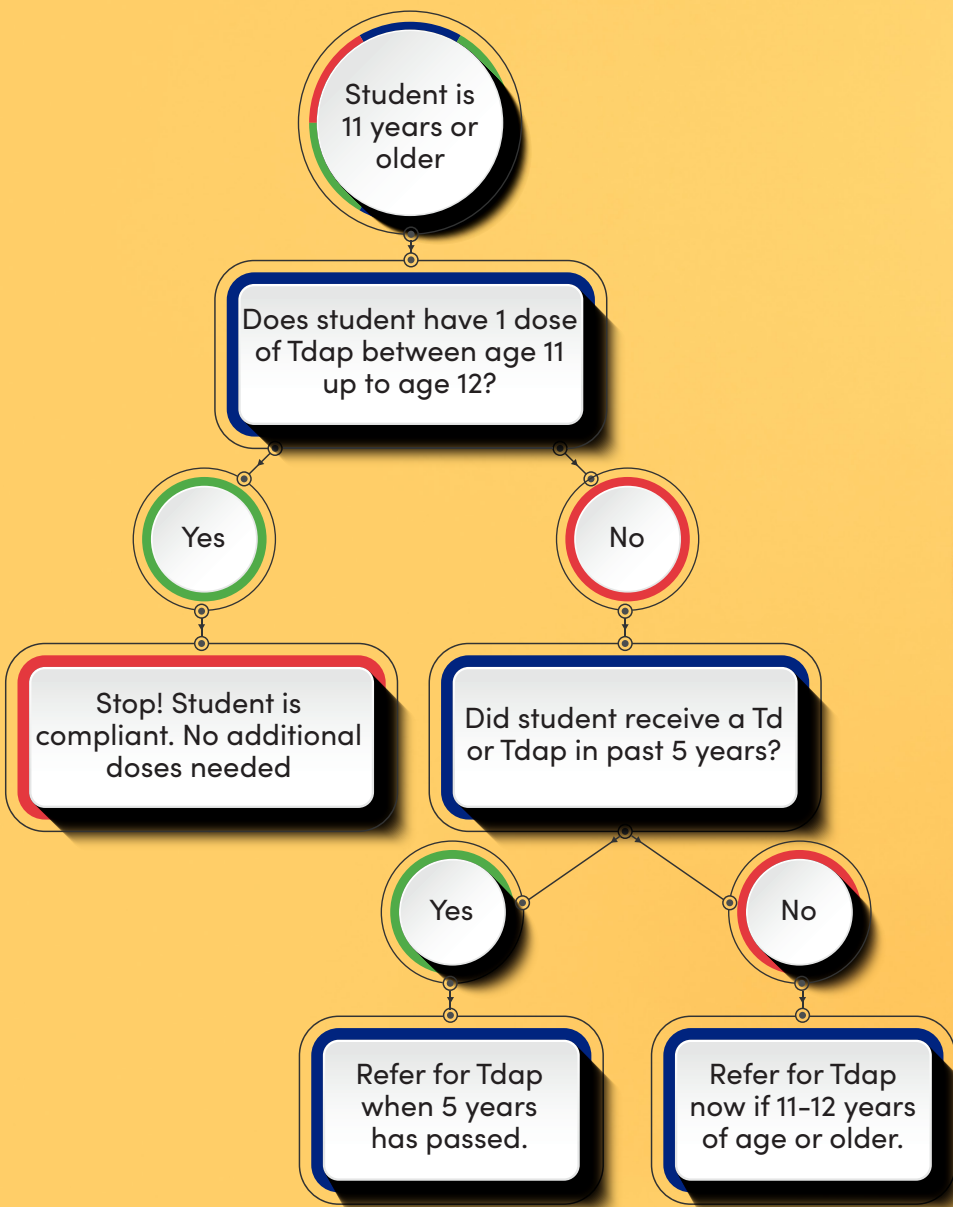 Student is
11 years or
older
Does student have 1 dose
of Tdap between age 11
up to age 12?
Yes
No
Stop! Student is
compliant. No additional
doses needed
Did student receive a Td
or Tdap in past 5 years?
Yes
No
Refer for Tdap
when 5 years
has passed.
Refer for Tdap
now if 11-12 years
of age or older.